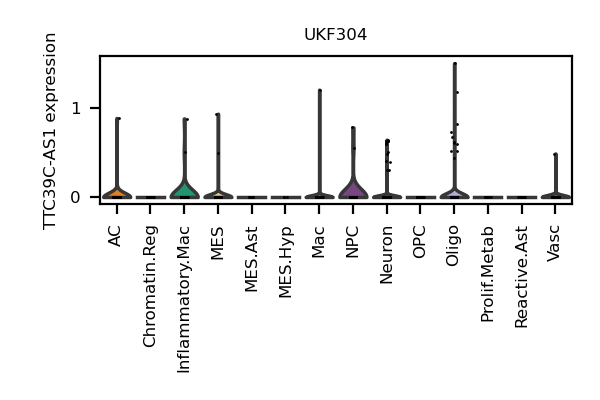 UKF304
TTC39C-AS1 expression
1
0
AC
Chromatin.Reg
Inflammatory.Mac
MES
MES.Ast
MES.Hyp
Mac
NPC
Neuron
OPC
Oligo
Prolif.Metab
Reactive.Ast
Vasc